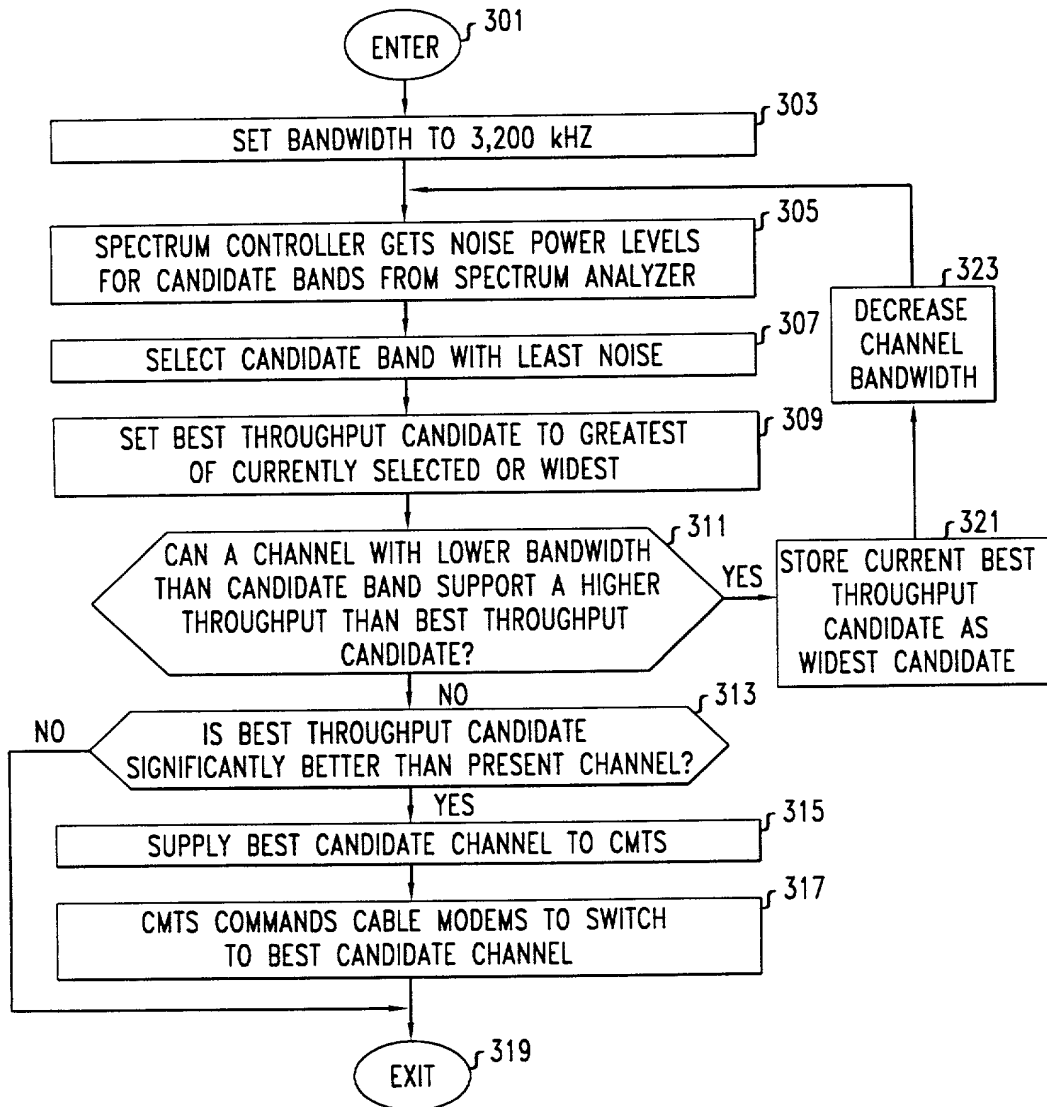 ENTER
301
303
SET BANDWIDTH TO 3,200 kHZ
305
SPECTRUM CONTROLLER GETS NOISE POWER LEVELS
FOR CANDIDATE BANDS FROM SPECTRUM ANALYZER
323
DECREASE
CHANNEL
BANDWIDTH
307
SELECT CANDIDATE BAND WITH LEAST NOISE
309
SET BEST THROUGHPUT CANDIDATE TO GREATEST
OF CURRENTLY SELECTED OR WIDEST
311
CAN A CHANNEL WITH LOWER BANDWIDTH
THAN CANDIDATE BAND SUPPORT A HIGHER
THROUGHPUT THAN BEST THROUGHPUT
CANDIDATE?
YES
321
STORE CURRENT BEST
THROUGHPUT
CANDIDATE AS
WIDEST CANDIDATE
NO
313
NO
IS BEST THROUGHPUT CANDIDATE
SIGNIFICANTLY BETTER THAN PRESENT CHANNEL?
YES
315
SUPPLY BEST CANDIDATE CHANNEL TO CMTS
317
CMTS COMMANDS CABLE MODEMS TO SWITCH
TO BEST CANDIDATE CHANNEL
EXIT
319